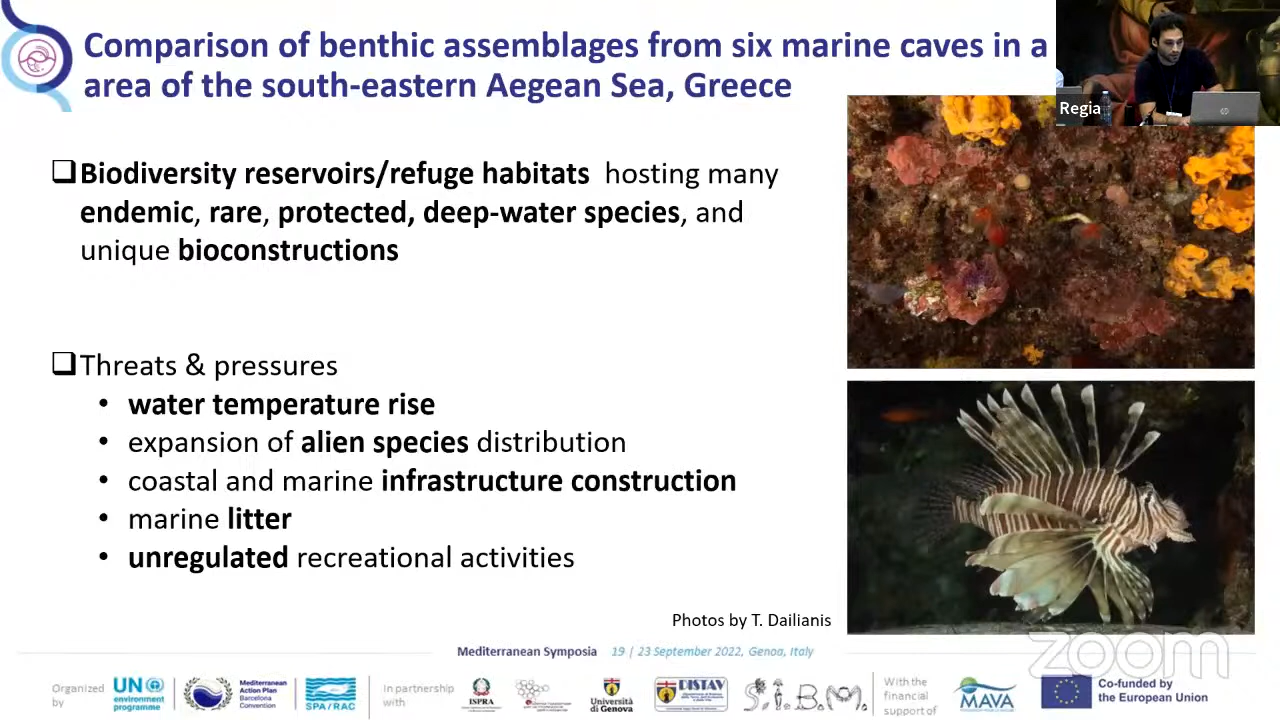 Comparison of benthic assemblages from six marine caves in a
area of the south-eastern Aegean Sea, Greece
Regia
Biodiversity reservoirs/refuge habitats hosting many
endemic, rare, protected, deep-water species, and
unique bioconstructions
Threats & pressures
• water temperature rise
• expansion of alien species distribution
• coastal and marine infrastructure construction
• marine litter
• unregulated recreational activities
Photos by T. Dailianis
zoom
Mediterranean Symposia 19 | 23 September 2022, Genoa, Italy
Organized
by
UN
environment
programme
Mediterranean
Action Plan
Barcelona
Convention
SPA/RAC
In partnership
with
ISPRA
Università
di Genova
DISTAV
S.I.B.M.
With the
financial
support of
MAVA
Co-funded by
the European Union